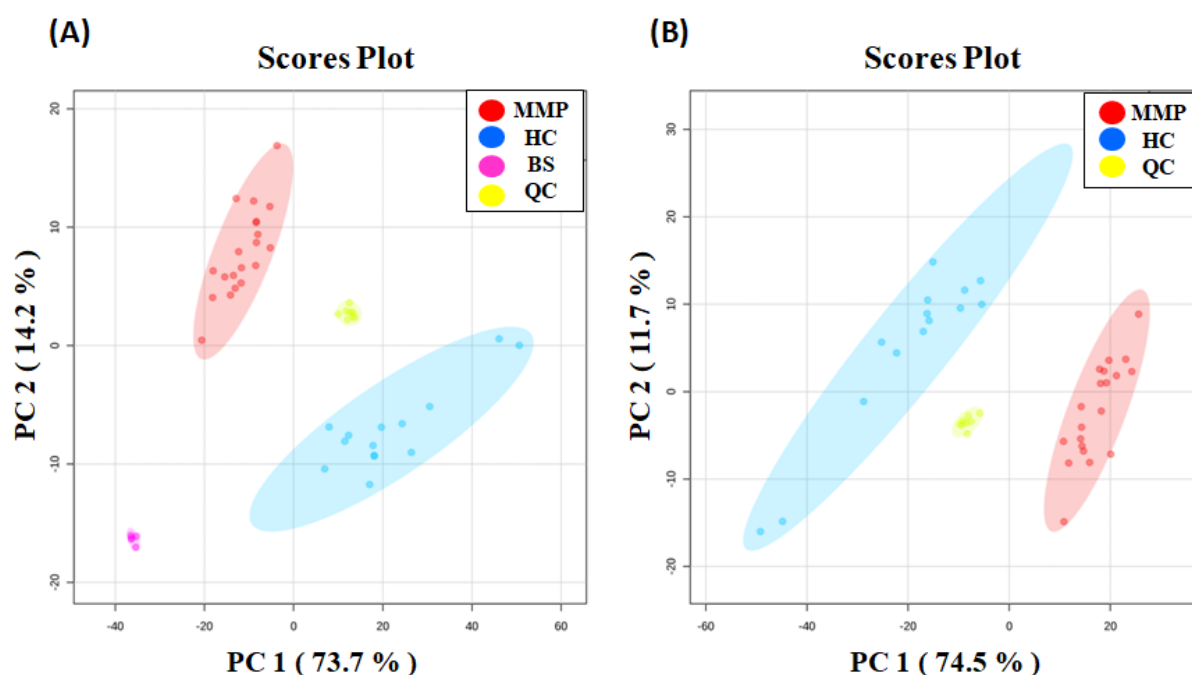 (A)
Scores Plot
MMP
HC
BS
QC
20
10
0
-10
-20
PC 2 ( 14.2 % )
-40
-20
0
20
40
60
PC 1 ( 73.7 % )
(B)
Scores Plot
MMP
HC
QC
30
20
10
0
-10
-20
PC 2 ( 11.7 % )
-60
-40
-20
0
20
PC 1 ( 74.5 % )